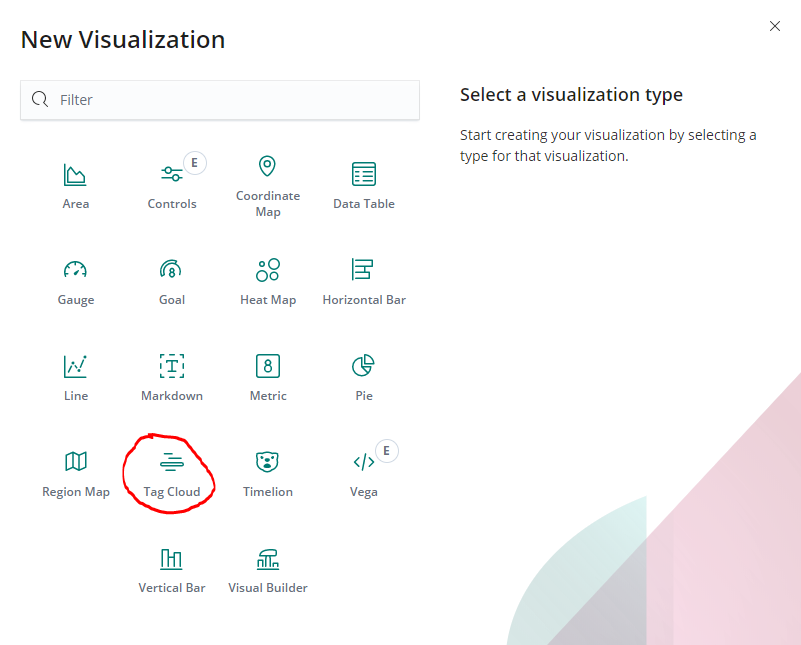 New Visualization
Filter
Select a visualization type
Start creating your visualization by selecting a
type for that visualization.
E
Area
Controls
Coordinate
Map
Data Table
8
Gauge
Goal
Heat Map
Horizontal Bar
T
8
Line
Markdown
Metric
Pie
E
Region Map
Tag Cloud
Timelion
Vega
Vertical Bar
Visual Builder